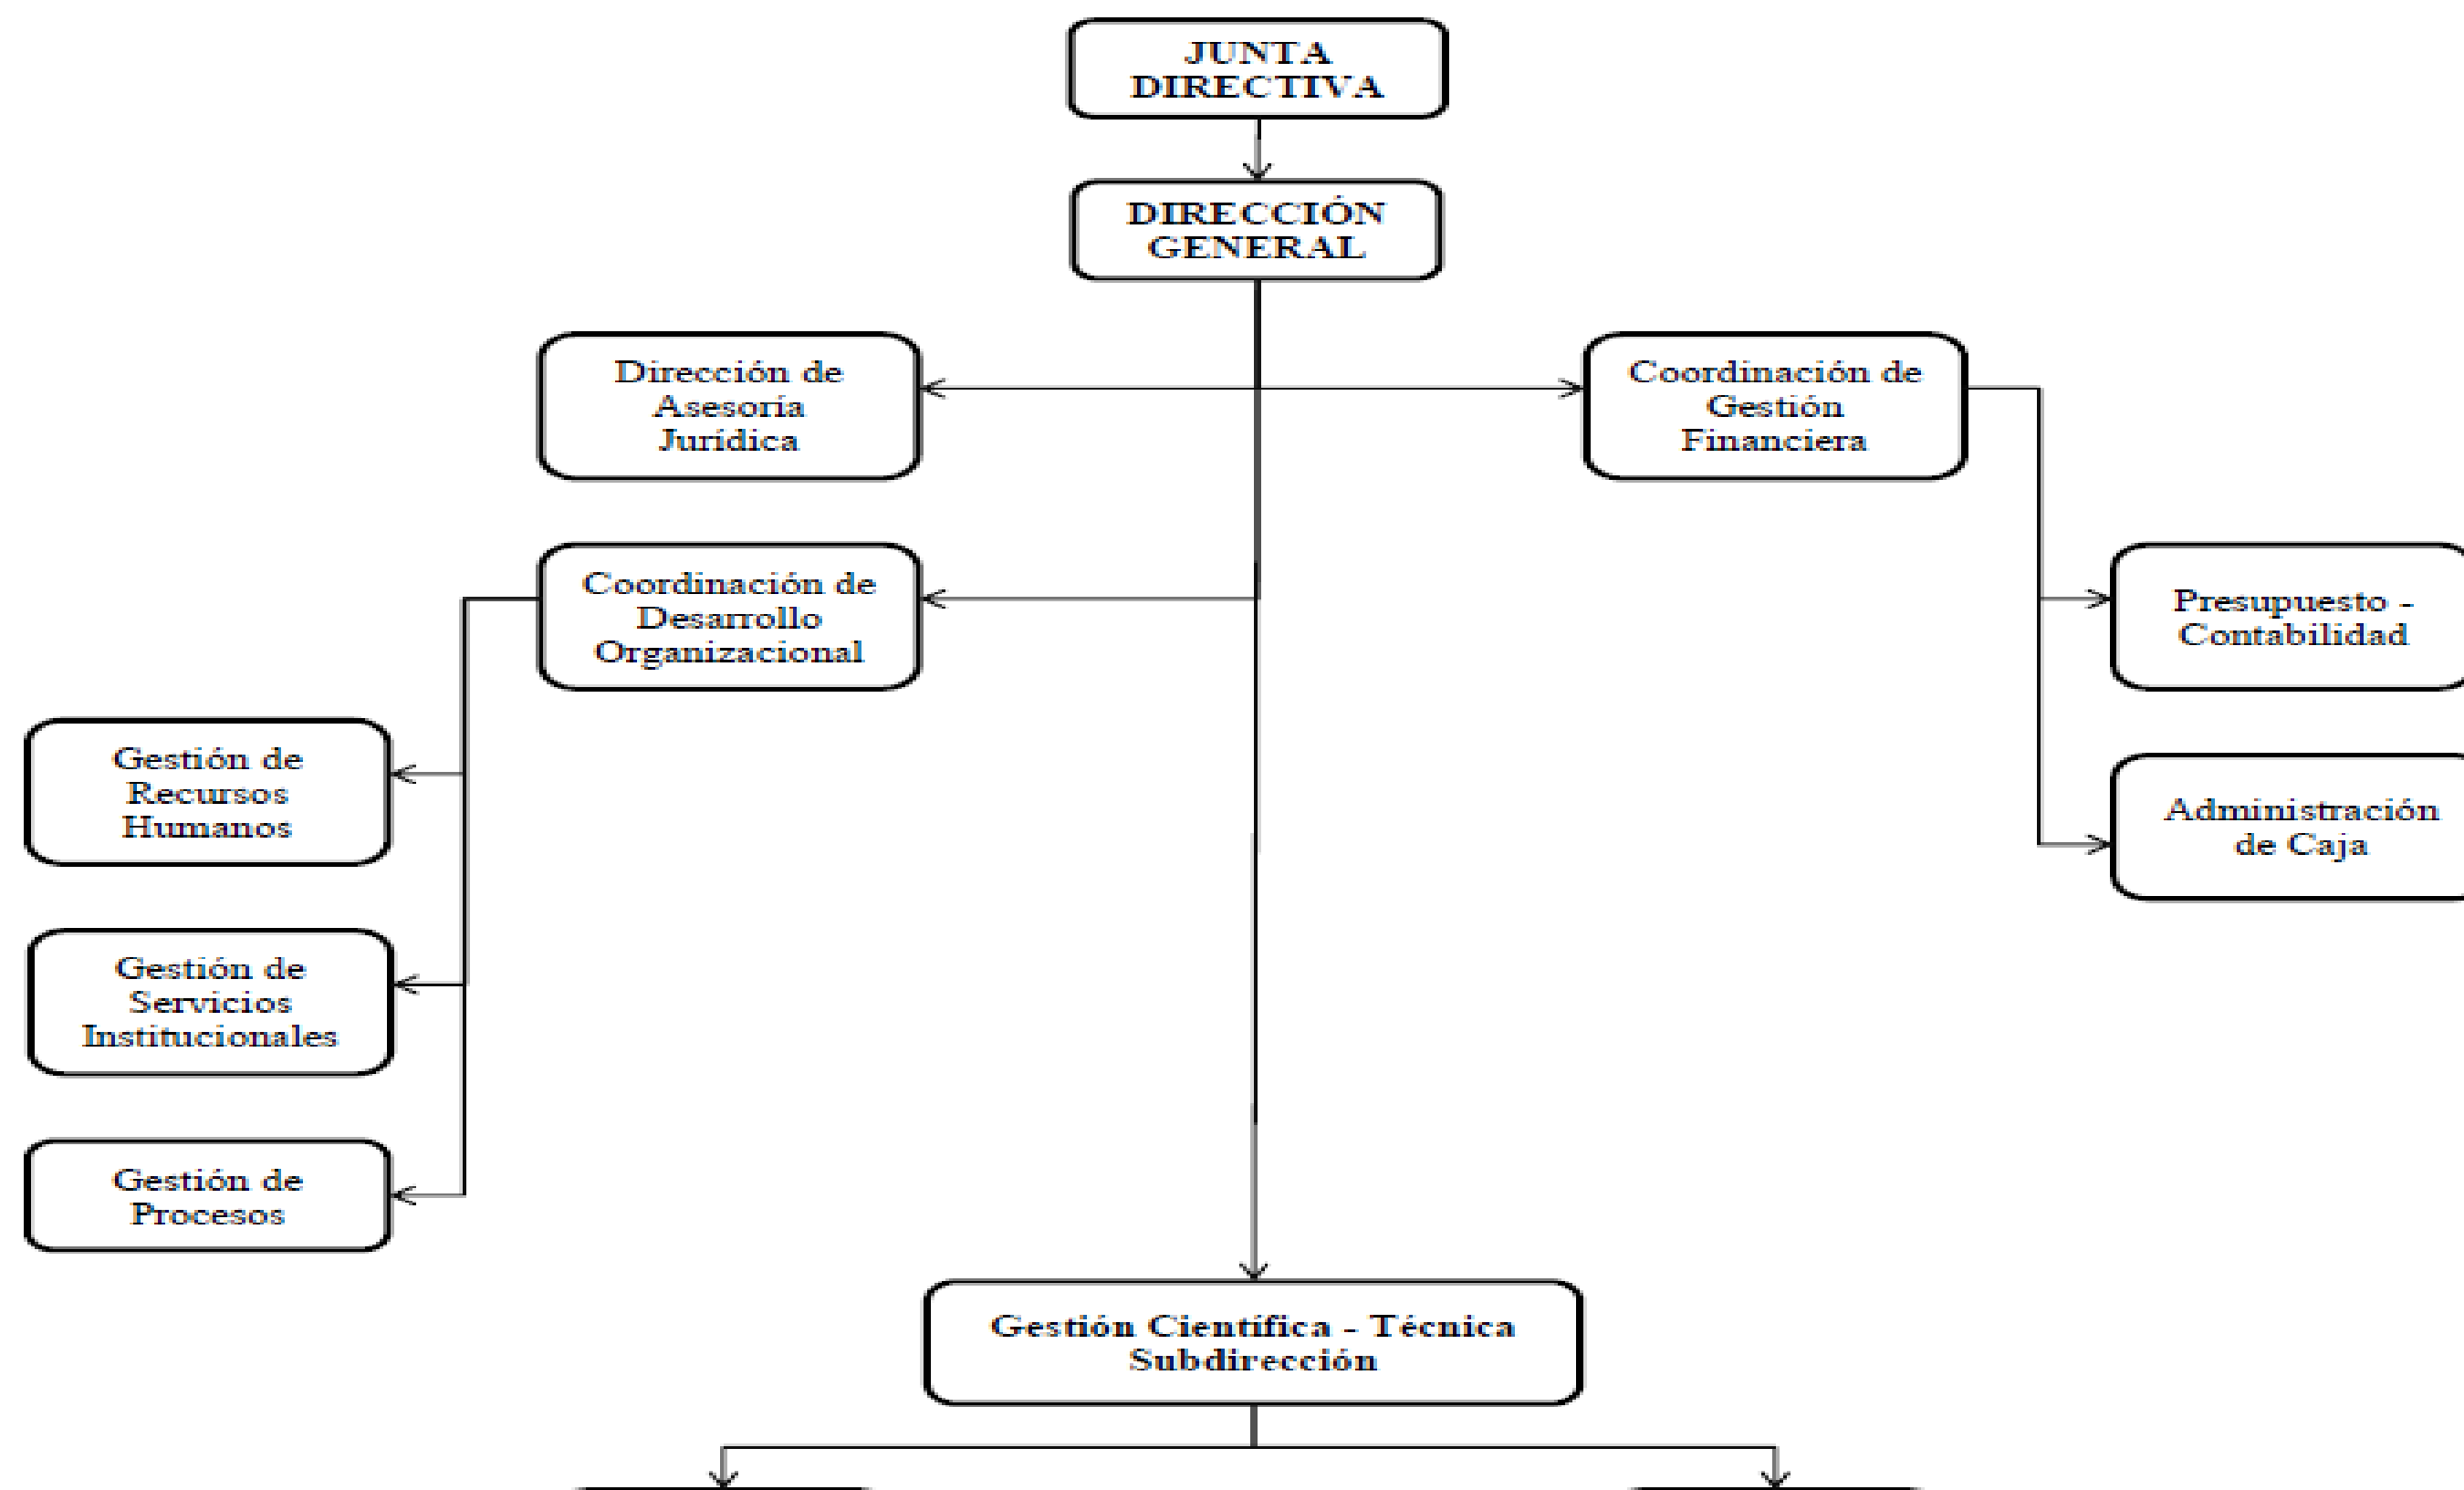 JUNTA
DIRECTIVA
DIRECCIÓN
GENERAL
Dirección de
Asesoría
Jurídica
Coordinación de
Gestión
Financiera
Coordinación de
Desarrollo
Organizacional
Presupuesto -
Contabilidad
Gestión de
Recursos
Humanos
Administración
de Caja
Gestión de
Servicios
Institucionales
Gestión de
Procesos
Gestión Científica - Técnica
Subdirección